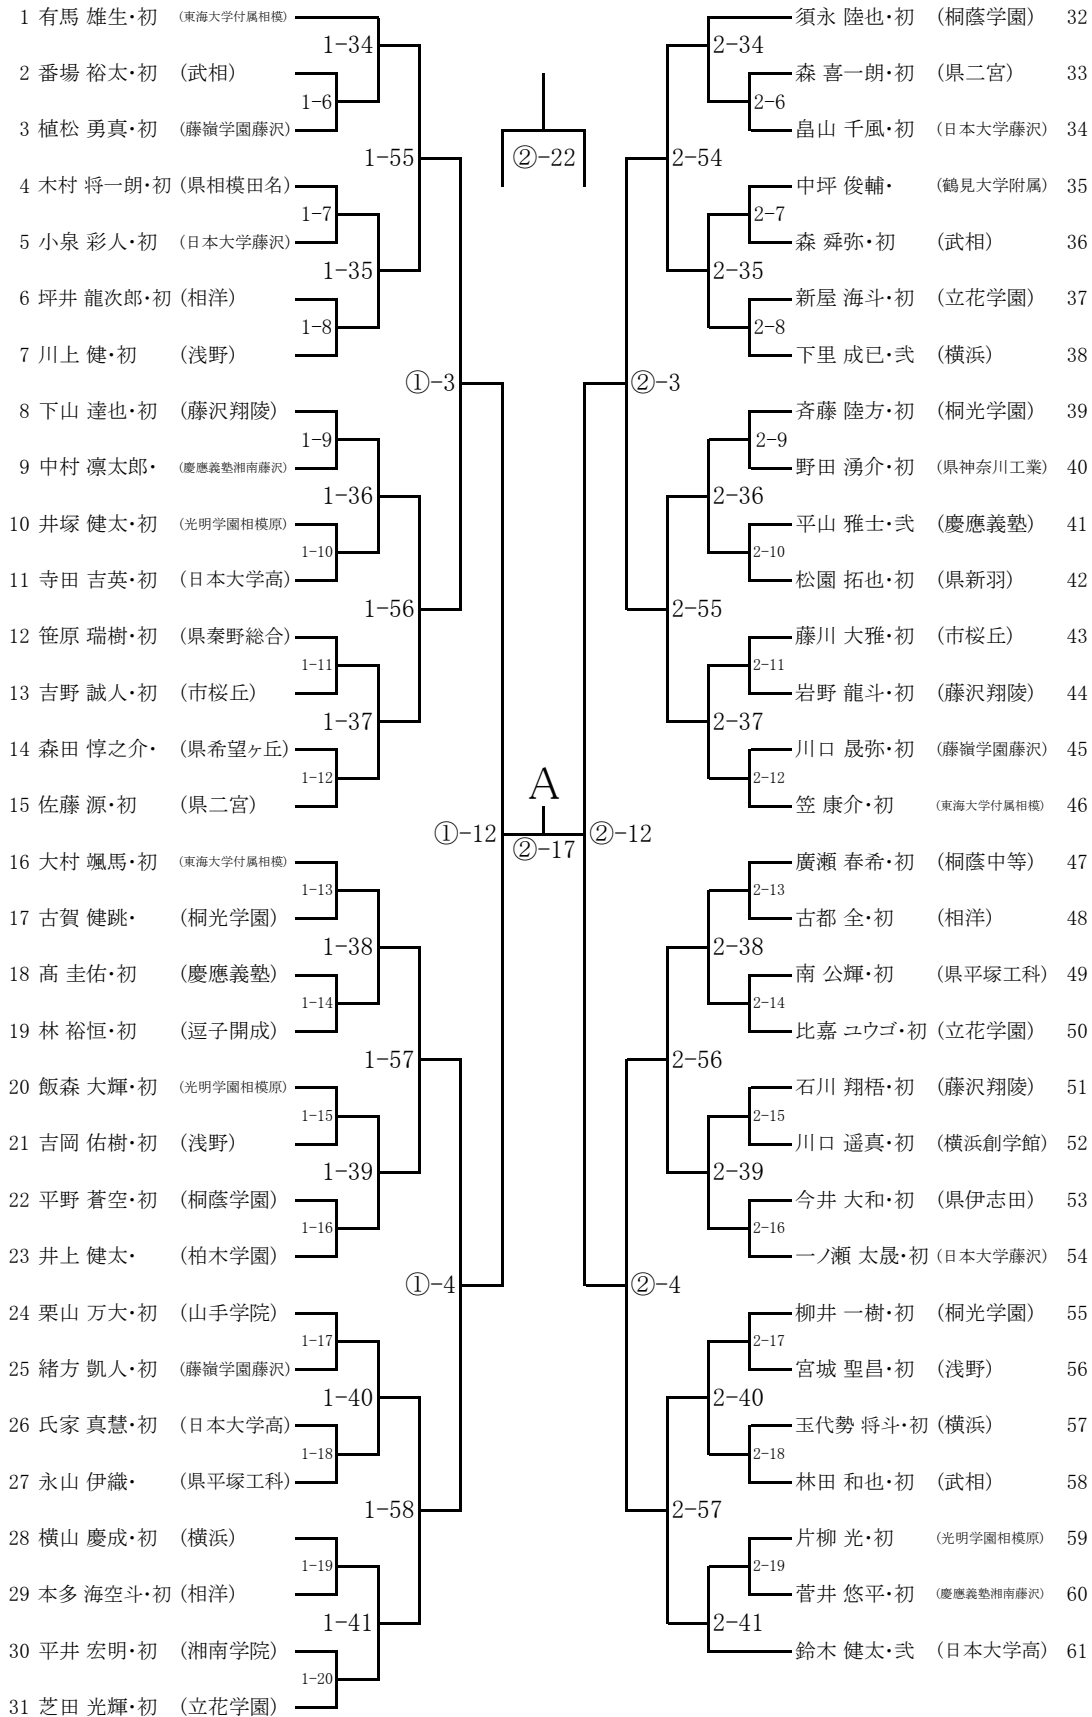 1 有馬 雄生・初 (東海大学付属相模)
1-34
2 番場 裕太・初 (武相)
1-6
3 植松 勇真・初 (藤嶺学園藤沢)
1-55
4 木村 将一朗・初 (県相模田名)
1-7
5 小泉 彩人・初 (日本大学藤沢)
1-35
6 坪井 龍次郎・初 (相洋)
1-8
7 川上 健・初 (浅野)
①-3
8 下山 達也・初 (藤沢翔陵)
1-9
9 中村 凛太郎・ (慶應義塾湘南藤沢)
1-36
10 井塚 健太・初 (光明学園相模原)
1-10
11 寺田 吉英・初 (日本大学高)
1-56
12 笹原 瑞樹・初 (県秦野総合)
1-11
13 吉野 誠人・初 (市桜丘)
1-37
14 森田 惇之介・ (県希望ヶ丘)
1-12
15 佐藤 源・初 (県二宮)
①-12
16 大村 颯馬・初 (東海大学付属相模)
1-13
17 古賀 健跳・ (桐光学園)
1-38
18 髙 圭佑・初 (慶應義塾)
1-14
19 林 裕恒・初 (逗子開成)
1-57
20 飯森 大輝・初 (光明学園相模原)
1-15
21 吉岡 佑樹・初 (浅野)
1-39
22 平野 蒼空・初 (桐蔭学園)
1-16
23 井上 健太・ (柏木学園)
①-4
24 栗山 万大・初 (山手学院)
1-17
25 緒方 凱人・初 (藤嶺学園藤沢)
1-40
26 氏家 真慧・初 (日本大学高)
1-18
27 永山 伊織・ (県平塚工科)
1-58
28 横山 慶成・初 (横浜)
1-19
29 本多 海空斗・初 (相洋)
1-41
30 平井 宏明・初 (湘南学院)
1-20
31 芝田 光輝・初 (立花学園)
②-22
A
②-17
須永 陸也・初 (桐蔭学園) 32
2-34
森 喜一朗・初 (県二宮) 33
2-6
畠山 千風・初 (日本大学藤沢) 34
2-54
中坪 俊輔・ (鶴見大学附属) 35
2-7
森 舜弥・初 (武相) 36
2-35
新屋 海斗・初 (立花学園) 37
2-8
下里 成已・弐 (横浜) 38
②-3
斉藤 陸方・初 (桐光学園) 39
2-9
野田 湧介・初 (県神奈川工業) 40
2-36
平山 雅士・弐 (慶應義塾) 41
2-10
松園 拓也・初 (県新羽) 42
2-55
藤川 大雅・初 (市桜丘) 43
2-11
岩野 龍斗・初 (藤沢翔陵) 44
2-37
川口 晟弥・初 (藤嶺学園藤沢) 45
2-12
笠 康介・初 (東海大学付属相模) 46
②-12
廣瀬 春希・初 (桐蔭中等) 47
2-13
古都 全・初 (相洋) 48
2-38
南 公輝・初 (県平塚工科) 49
2-14
比嘉 ユウゴ・初 (立花学園) 50
2-56
石川 翔梧・初 (藤沢翔陵) 51
2-15
川口 遥真・初 (横浜創学館) 52
2-39
今井 大和・初 (県伊志田) 53
2-16
一ノ瀬 太晟・初 (日本大学藤沢) 54
②-4
柳井 一樹・初 (桐光学園) 55
2-17
宮城 聖昌・初 (浅野) 56
2-40
玉代勢 将斗・初 (横浜) 57
2-18
林田 和也・初 (武相) 58
2-57
片柳 光・初 (光明学園相模原) 59
2-19
菅井 悠平・初 (慶應義塾湘南藤沢) 60
2-41
鈴木 健太・弐 (日本大学高) 61